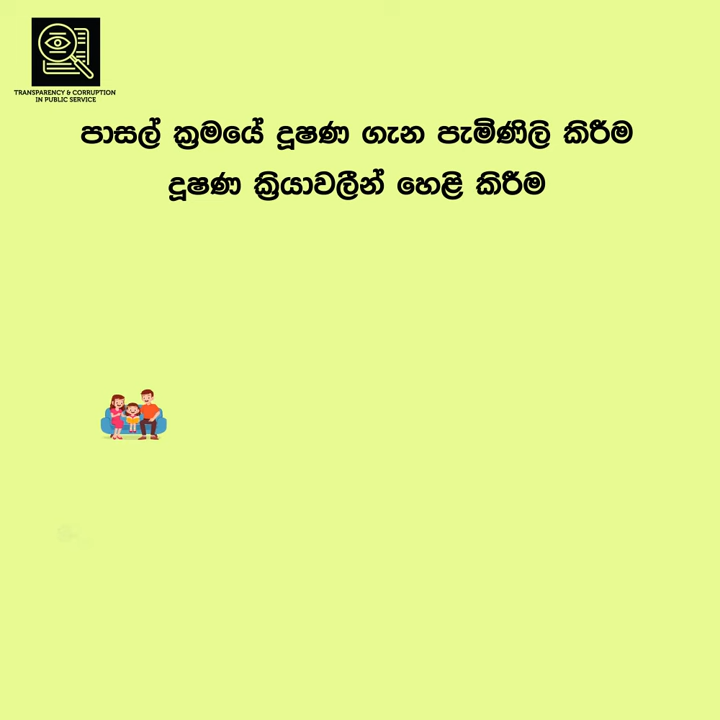 TRANSPARENCY & CORRUPTION
IN PUBLIC SERVICE
පාසල් ක්‍රමයේ දූෂණ ගැන පැමිණිලි කිරීම
දූෂණ ක්‍රියාවලීන් හෙළි කිරීම